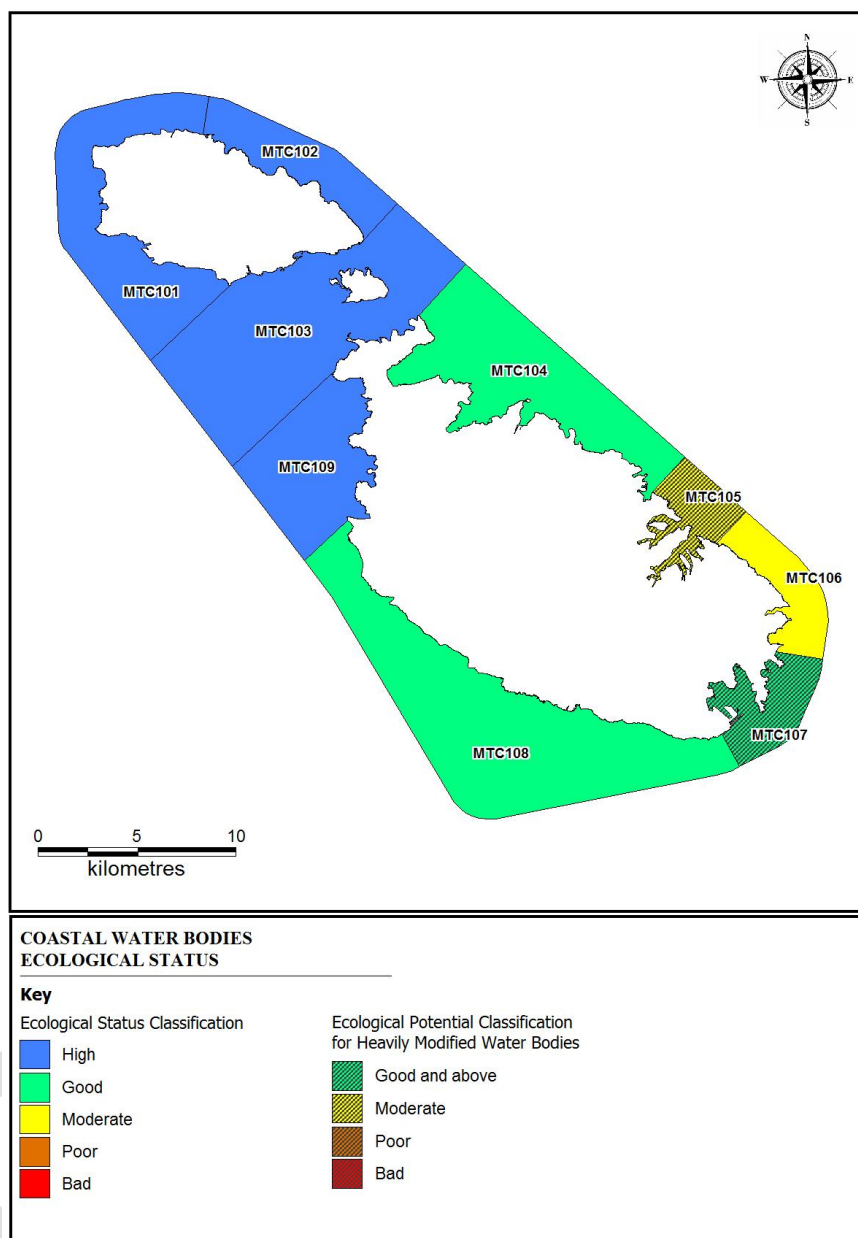 N
W E
S
MTC102
MTC101
MTC103
MTC104
MTC109
MTC105
MTC106
MTC107
MTC108
0 5 10
kilometres
COASTAL WATER BODIES
ECOLOGICAL STATUS
Key
Ecological Status Classification
High
Good
Moderate
Poor
Bad
Ecological Potential Classification
for Heavily Modified Water Bodies
Good and above
Moderate
Poor
Bad